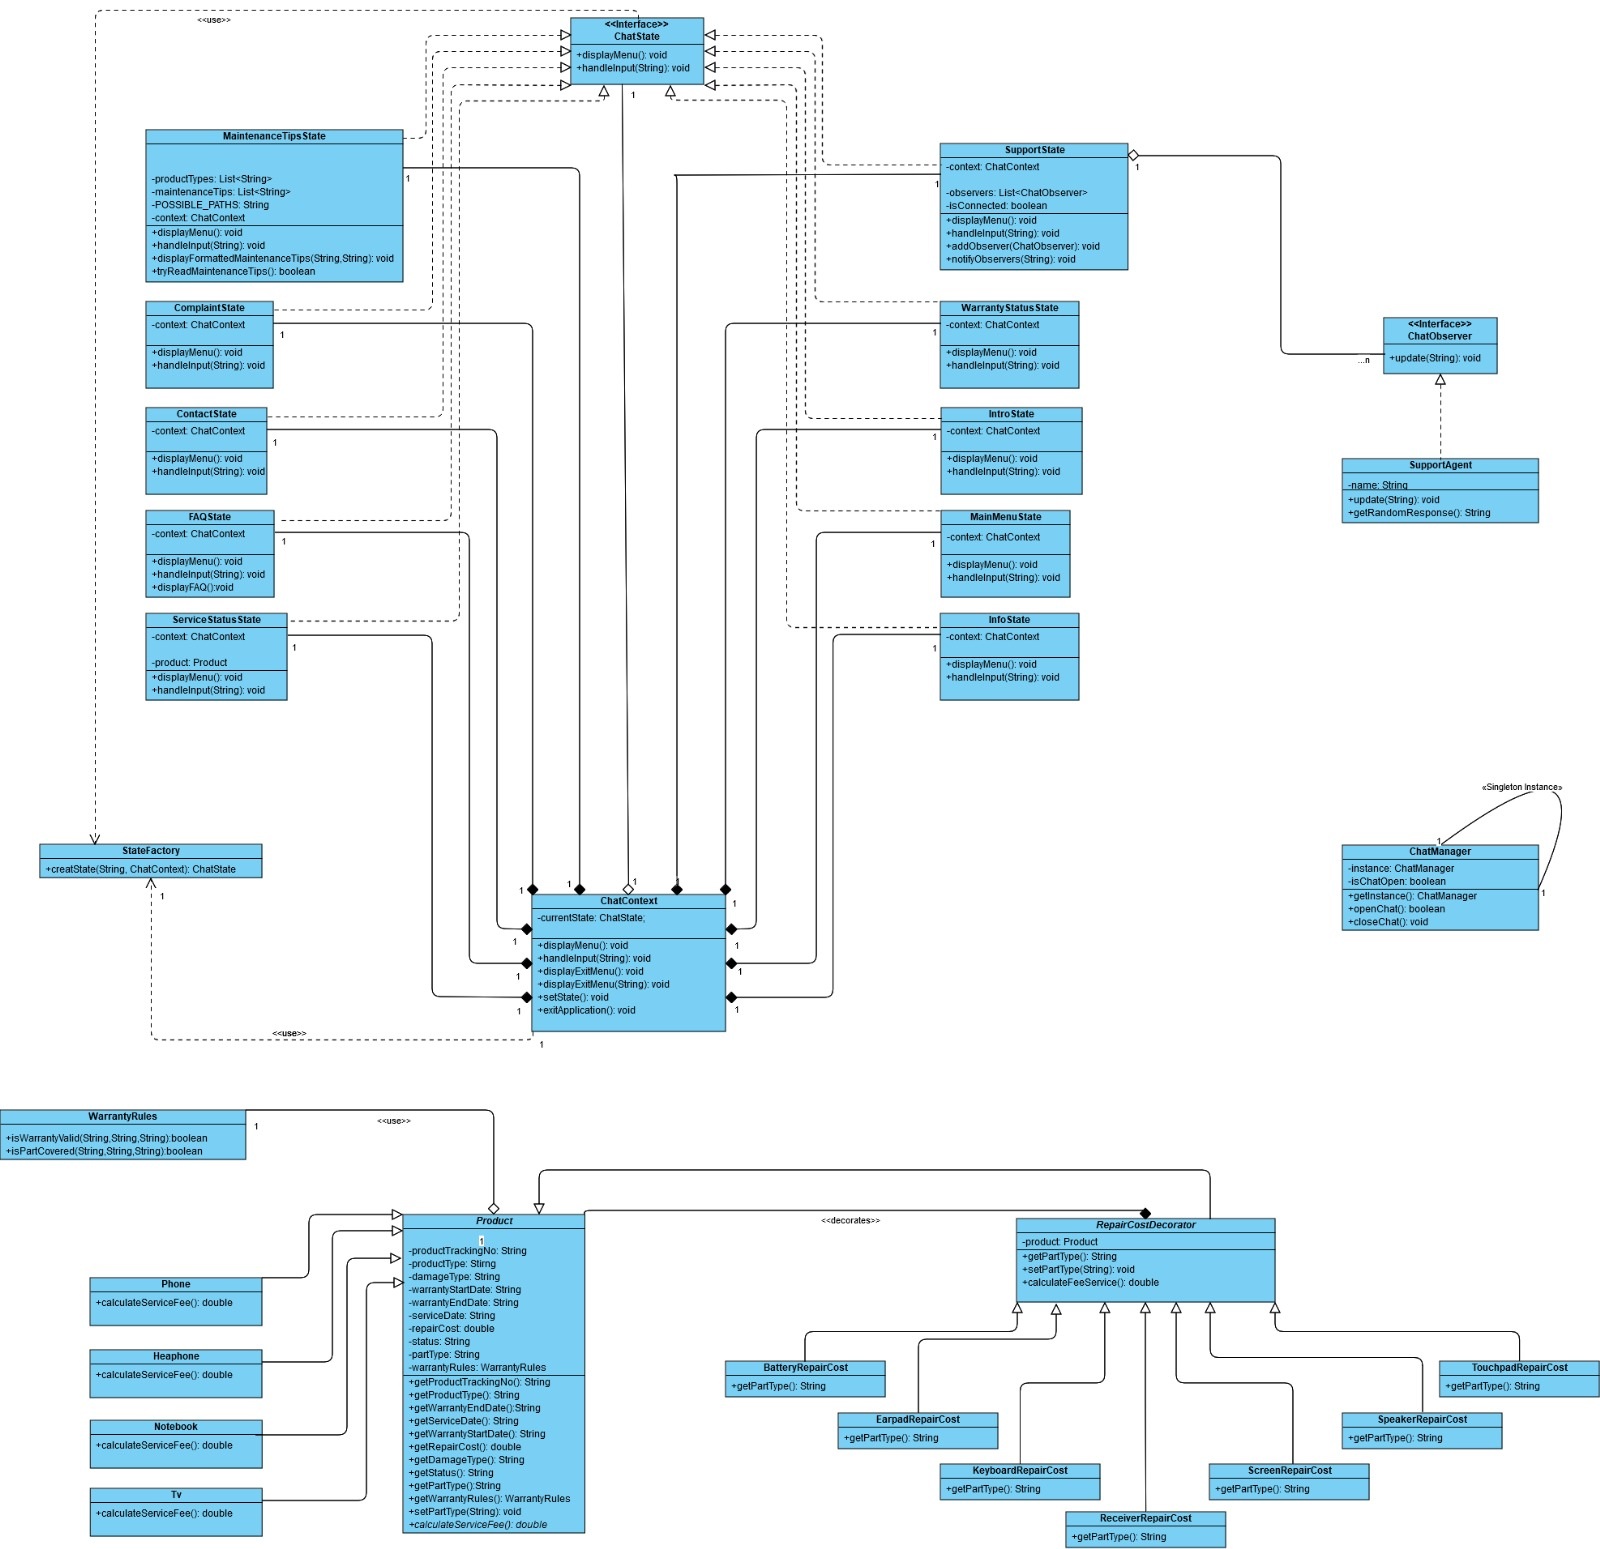 <<use>>
<<Interface>>
ChatState
+displayMenu(): void
+handleInput(String): void
1
MaintenanceTipsState
-productTypes: List<String>
-maintenanceTips: List<String>
-POSSIBLE_PATHS: String
-context: ChatContext
+displayMenu(): void
+handleInput(String): void
+displayFormattedMaintenanceTips(String,String): void
+tryReadMaintenanceTips(): boolean
1
SupportState
-context: ChatContext
-observers: List<ChatObserver>
-isConnected: boolean
+displayMenu(): void
+handleInput(String): void
+addObserver(ChatObserver): void
+notifyObservers(String): void
1
1
ComplaintState
-context: ChatContext
+displayMenu(): void
+handleInput(String): void
1
WarrantyStatusState
-context: ChatContext
+displayMenu(): void
+handleInput(String): void
1
<<Interface>>
ChatObserver
+update(String): void
...n
ContactState
-context: ChatContext
+displayMenu(): void
+handleInput(String): void
1
IntroState
-context: ChatContext
+displayMenu(): void
+handleInput(String): void
1
SupportAgent
-name: String
+update(String): void
+getRandomResponse(): String
FAQState
-context: ChatContext
+displayMenu(): void
+handleInput(String): void
+displayFAQ():void
1
MainMenuState
-context: ChatContext
+displayMenu(): void
+handleInput(String): void
1
ServiceStatusState
-context: ChatContext
-product: Product
+displayMenu(): void
+handleInput(String): void
1
InfoState
-context: ChatContext
+displayMenu(): void
+handleInput(String): void
1
«Singleton Instance»
1
ChatManager
-instance: ChatManager
-isChatOpen: boolean
+getInstance(): ChatManager
+openChat(): boolean
+closeChat(): void
1
StateFactory
+creatState(String, ChatContext): ChatState
1
1
1
1
1
1
ChatContext
-currentState: ChatState;
+displayMenu(): void
+handleInput(String): void
+displayExitMenu(): void
+displayExitMenu(String): void
+setState(): void
+exitApplication(): void
1
1
1
1
1
1
<<use>>
1
WarrantyRules
+isWarrantyValid(String,String,String):boolean
+isPartCovered(String,String,String):boolean
1
<<use>>
Product
1
-productTrackingNo: String
-productType: Stirng
-damageType: String
-warrantyStartDate: String
-warrantyEndDate: String
-serviceDate: String
-repairCost: double
-status: String
-partType: String
-warrantyRules: WarrantyRules
+getProductTrackingNo(): String
+getProductType(): String
+getWarrantyEndDate():String
+getServiceDate(): String
+getWarrantyStartDate(): String
+getRepairCost(): double
+getDamageType(): String
+getStatus(): String
+getPartType():String
+getWarrantyRules(): WarrantyRules
+setPartType(String): void
+calculateServiceFee(): double
<<decorates>>
RepairCostDecorator
-product: Product
+getPartType(): String
+setPartType(String): void
+calculateFeeService(): double
Phone
+calculateServiceFee(): double
Heaphone
+calculateServiceFee(): double
Notebook
+calculateServiceFee(): double
Tv
+calculateServiceFee(): double
BatteryRepairCost
+getPartType(): String
TouchpadRepairCost
+getPartType(): String
EarpadRepairCost
+getPartType(): String
SpeakerRepairCost
+getPartType(): String
KeyboardRepairCost
+getPartType(): String
ScreenRepairCost
+getPartType(): String
ReceiverRepairCost
+getPartType(): String